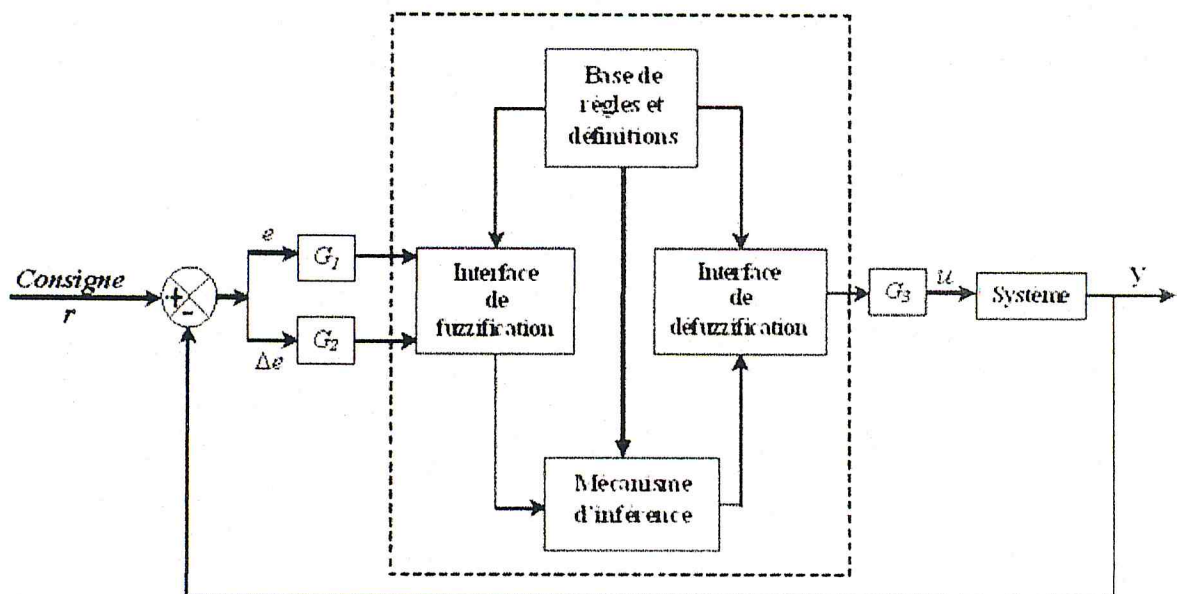 Base de
règles et
définitions
e
G1
Consigne
r
+
-
G2
Δe
Interface
de
fuzzification
Interface
de
défuzzification
G3
u
Système
y
Mécanisme
d'inférence